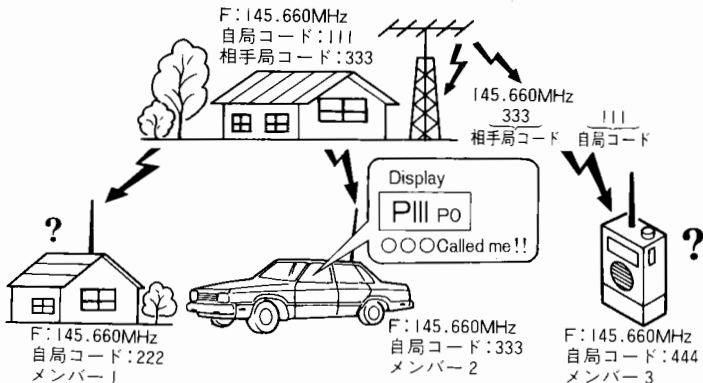 F:145.660MHz
自局コード:111
相手局コード:333
145.660MHz
333 111
相手局コード 自局コード
?
Display
P111 P0
○○○Called me!!
?
F:145.660MHz
自局コード:222
メンバー1
F:145.660MHz
自局コード:333
メンバー2
F:145.660MHz
自局コード:444
メンバー3